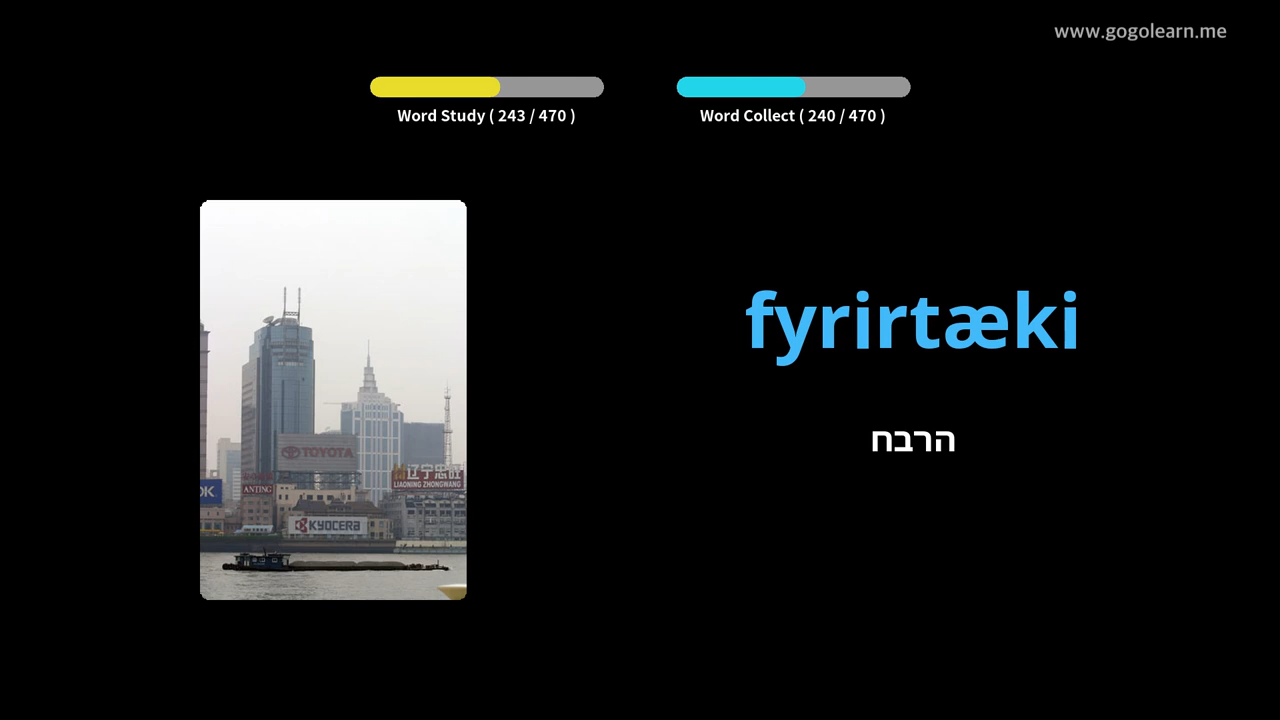 www.gogolearn.me
Word Study ( 243 / 470 )
Word Collect ( 240 / 470 )
fyrirtæki
הרבח
TOYOTA
辽宁忠旺
LIAONING ZHONGWANG
OK
ANTING
KYOCERA